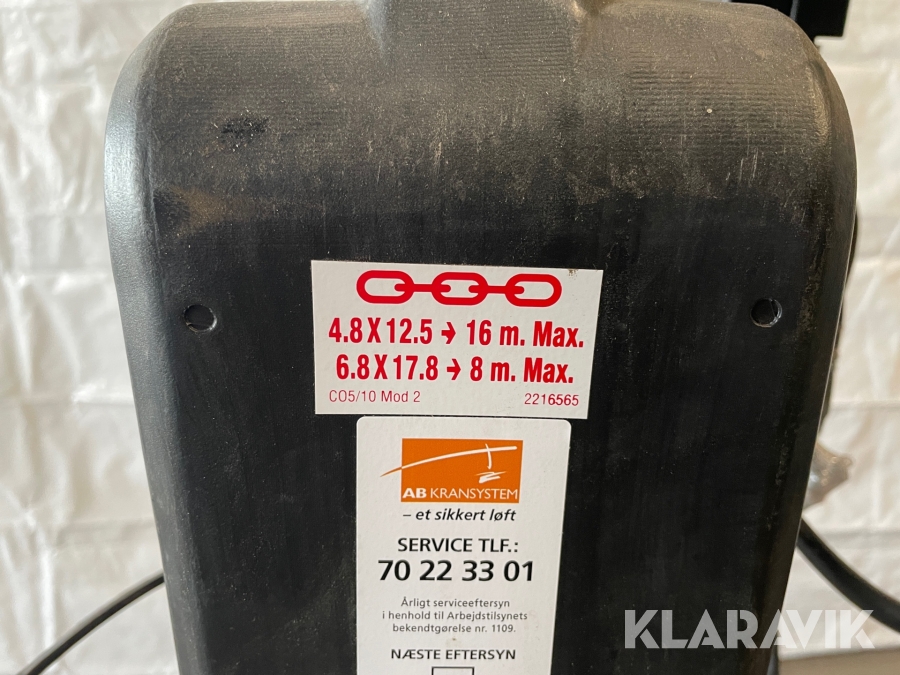 4.8 X 12.5 → 16 m. Max.
6.8 X 17.8 → 8 m. Max.
CO5/10 Mod 2 2216565
AB KRANSYSTEM
– et sikkert løft
SERVICE TLF.:
70 22 33 01
Årligt serviceeftersyn
i henhold til Arbejdstilsynets
bekendtgørelse nr. 1109.
NÆSTE EFTERSYN
KLARAVIK